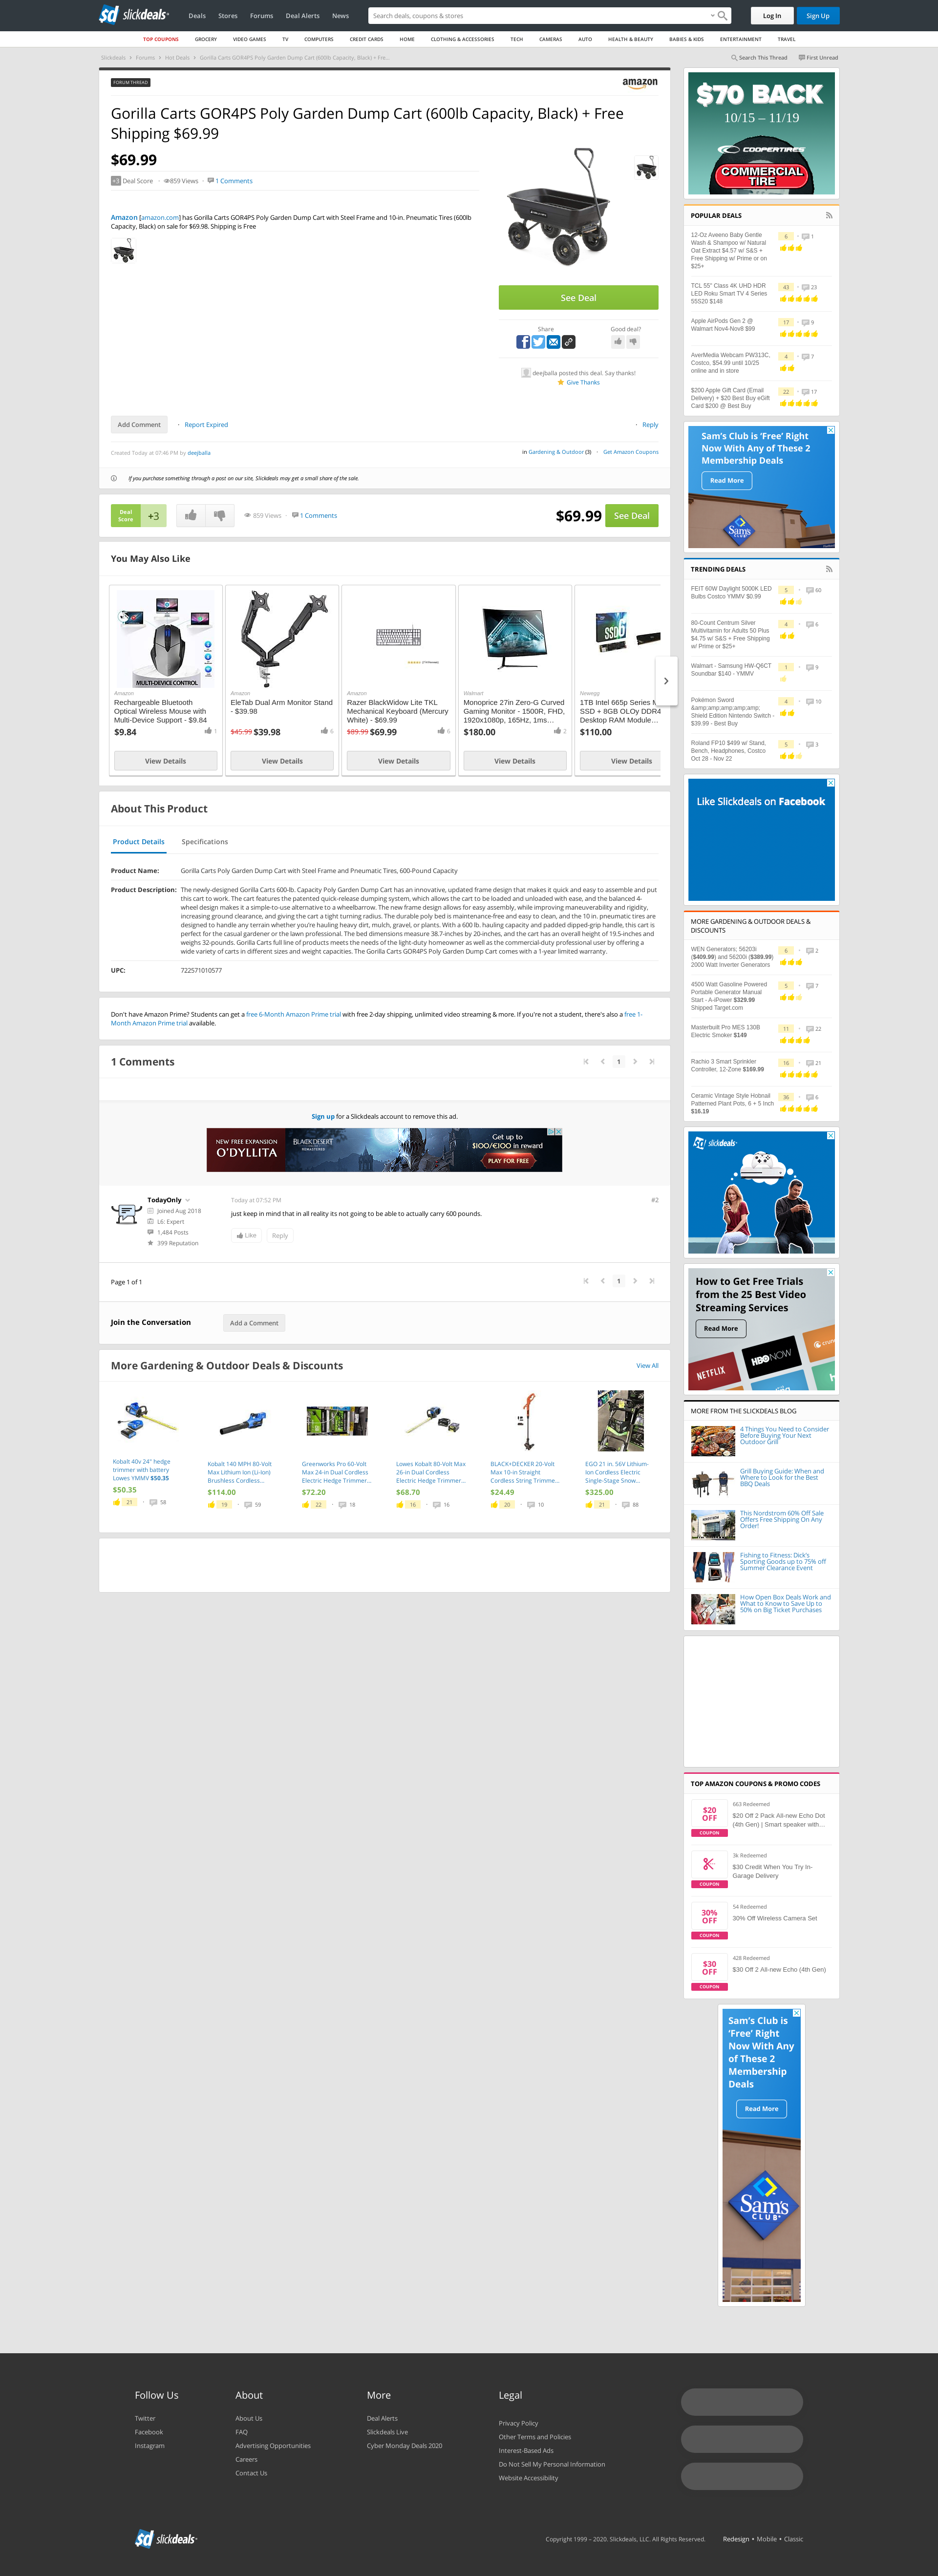 slickdeals
Deals
Stores
Forums
Deal Alerts
News
Search deals, coupons & stores
Log In
Sign Up
TOP COUPONS
GROCERY
VIDEO GAMES
TV
COMPUTERS
CREDIT CARDS
HOME
CLOTHING & ACCESSORIES
TECH
CAMERAS
AUTO
HEALTH & BEAUTY
BABIES & KIDS
ENTERTAINMENT
TRAVEL
Slickdeals > Forums > Hot Deals > Gorilla Carts GOR4PS Poly Garden Dump Cart (600lb Capacity, Black) + Fre...
Search This Thread
First Unread
FORUM THREAD
amazon
Gorilla Carts GOR4PS Poly Garden Dump Cart (600lb Capacity, Black) + Free
Shipping $69.99
$69.99
+3 Deal Score
859 Views
1 Comments
Amazon [amazon.com] has Gorilla Carts GOR4PS Poly Garden Dump Cart with Steel Frame and 10-in. Pneumatic Tires (600lb
Capacity, Black) on sale for $69.98. Shipping is Free
See Deal
Share
Good deal?
deejballa posted this deal. Say thanks!
Give Thanks
Add Comment
Report Expired
Reply
Created Today at 07:46 PM by deejballa
in Gardening & Outdoor (3)
Get Amazon Coupons
If you purchase something through a post on our site, Slickdeals may get a small share of the sale.
Deal
Score
+3
859 Views
1 Comments
$69.99
See Deal
You May Also Like
MULTI-DEVICE CONTROL
Amazon
Rechargeable Bluetooth
Optical Wireless Mouse with
Multi-Device Support - $9.84
$9.84
1
View Details
Amazon
EleTab Dual Arm Monitor Stand
- $39.98
$45.99 $39.98
6
View Details
Amazon
Razer BlackWidow Lite TKL
Mechanical Keyboard (Mercury
White) - $69.99
$89.99 $69.99
6
View Details
Walmart
Monoprice 27in Zero-G Curved
Gaming Monitor - 1500R, FHD,
1920x1080p, 165Hz, 1ms...
$180.00
2
View Details
Newegg
1TB Intel 665p Series M
SSD + 8GB OLOy DDR4
Desktop RAM Module...
$110.00
View Details
About This Product
Product Details
Specifications
Product Name:
Gorilla Carts Poly Garden Dump Cart with Steel Frame and Pneumatic Tires, 600-Pound Capacity
Product Description:
The newly-designed Gorilla Carts 600-lb. Capacity Poly Garden Dump Cart has an innovative, updated frame design that makes it quick and easy to assemble and put
this cart to work. The cart features the patented quick-release dumping system, which allows the cart to be loaded and unloaded with ease, and the balanced 4-
wheel design makes it a simple-to-use alternative to a wheelbarrow. The new frame design allows for easy assembly, while improving maneuverability and rigidity,
increasing ground clearance, and giving the cart a tight turning radius. The durable poly bed is maintenance-free and easy to clean, and the 10 in. pneumatic tires are
designed to handle any terrain whether you're hauling heavy dirt, mulch, gravel, or plants. With a 600 lb. hauling capacity and padded dipped-grip handle, this cart is
perfect for the casual gardener or the lawn professional. The bed dimensions measure 38.7-inches by 20-inches, and the cart has an overall height of 19.5-inches and
weighs 32-pounds. Gorilla Carts full line of products meets the needs of the light-duty homeowner as well as the commercial-duty professional user by offering a
wide variety of carts in different sizes and weight capacities. The Gorilla Carts GOR4PS Poly Garden Dump Cart comes with a 1-year limited warranty.
UPC:
722571010577
Don't have Amazon Prime? Students can get a free 6-Month Amazon Prime trial with free 2-day shipping, unlimited video streaming & more. If you're not a student, there's also a free 1-
Month Amazon Prime trial available.
1 Comments
1
Sign up for a Slickdeals account to remove this ad.
NEW FREE EXPANSION
O'DYLLITA
BLACK DESERT
REMASTERED
Get up to
$100/€100 in reward
PLAY FOR FREE
TodayOnly
Joined Aug 2018
L6: Expert
1,484 Posts
399 Reputation
Today at 07:52 PM
#2
just keep in mind that in all reality its not going to be able to actually carry 600 pounds.
Like
Reply
Page 1 of 1
1
Join the Conversation
Add a Comment
More Gardening & Outdoor Deals & Discounts
View All
Kobalt 40v 24" hedge
trimmer with battery
Lowes YMMV $50.35
$50.35
21
58
Kobalt 140 MPH 80-Volt
Max Lithium Ion (Li-Ion)
Brushless Cordless...
$114.00
19
59
Greenworks Pro 60-Volt
Max 24-in Dual Cordless
Electric Hedge Trimmer...
$72.20
22
18
Lowes Kobalt 80-Volt Max
26-in Dual Cordless
Electric Hedge Trimmer...
$68.70
16
16
BLACK+DECKER 20-Volt
Max 10-in Straight
Cordless String Trimme...
$24.49
20
10
EGO 21 in. 56V Lithium-
Ion Cordless Electric
Single-Stage Snow...
$325.00
21
88
$70 BACK
10/15 – 11/19
COOPERTIRES
COMMERCIAL
TIRE
POPULAR DEALS
12-Oz Aveeno Baby Gentle
Wash & Shampoo w/ Natural
Oat Extract $4.57 w/ S&S +
Free Shipping w/ Prime or on
$25+
6
1
TCL 55" Class 4K UHD HDR
LED Roku Smart TV 4 Series
55S20 $148
43
23
Apple AirPods Gen 2 @
Walmart Nov4-Nov8 $99
17
9
AverMedia Webcam PW313C,
Costco, $54.99 until 10/25
online and in store
4
7
$200 Apple Gift Card (Email
Delivery) + $20 Best Buy eGift
Card $200 @ Best Buy
22
17
Sam's Club is 'Free' Right
Now With Any of These 2
Membership Deals
Read More
Sam's
CLUB
TRENDING DEALS
FEIT 60W Daylight 5000K LED
Bulbs Costco YMMV $0.99
5
60
80-Count Centrum Silver
Multivitamin for Adults 50 Plus
$4.75 w/ S&S + Free Shipping
w/ Prime or $25+
4
6
Walmart - Samsung HW-Q6CT
Soundbar $140 - YMMV
1
9
Pokémon Sword
&amp;amp;amp;amp;amp;
Shield Edition Nintendo Switch -
$39.99 - Best Buy
4
10
Roland FP10 $499 w/ Stand,
Bench, Headphones, Costco
Oct 28 - Nov 22
5
3
Like Slickdeals on Facebook
MORE GARDENING & OUTDOOR DEALS &
DISCOUNTS
WEN Generators; 56203i
($409.99) and 56200i ($389.99)
2000 Watt Inverter Generators
6
2
4500 Watt Gasoline Powered
Portable Generator Manual
Start - A-iPower $329.99
Shipped Target.com
5
7
Masterbuilt Pro MES 130B
Electric Smoker $149
11
22
Rachio 3 Smart Sprinkler
Controller, 12-Zone $169.99
16
21
Ceramic Vintage Style Hobnail
Patterned Plant Pots, 6 + 5 Inch
$16.19
36
6
slickdeals
How to Get Free Trials
from the 25 Best Video
Streaming Services
Read More
NETFLIX
HBO NOW
MORE FROM THE SLICKDEALS BLOG
4 Things You Need to Consider
Before Buying Your Next
Outdoor Grill
Grill Buying Guide: When and
Where to Look for the Best
BBQ Deals
This Nordstrom 60% Off Sale
Offers Free Shipping On Any
Order!
Fishing to Fitness: Dick's
Sporting Goods up to 75% off
Summer Clearance Event
How Open Box Deals Work and
What to Know to Save Up to
50% on Big Ticket Purchases
TOP AMAZON COUPONS & PROMO CODES
$20
OFF
COUPON
663 Redeemed
$20 Off 2 Pack All-new Echo Dot
(4th Gen) | Smart speaker with...
COUPON
3k Redeemed
$30 Credit When You Try In-
Garage Delivery
30%
OFF
COUPON
54 Redeemed
30% Off Wireless Camera Set
$30
OFF
COUPON
428 Redeemed
$30 Off 2 All-new Echo (4th Gen)
Sam's Club is
'Free' Right
Now With Any
of These 2
Membership
Deals
Read More
Sam's
CLUB
Follow Us
Twitter
Facebook
Instagram
About
About Us
FAQ
Advertising Opportunities
Careers
Contact Us
More
Deal Alerts
Slickdeals Live
Cyber Monday Deals 2020
Legal
Privacy Policy
Other Terms and Policies
Interest-Based Ads
Do Not Sell My Personal Information
Website Accessibility
slickdeals
Copyright 1999 – 2020. Slickdeals, LLC. All Rights Reserved.
Redesign • Mobile • Classic